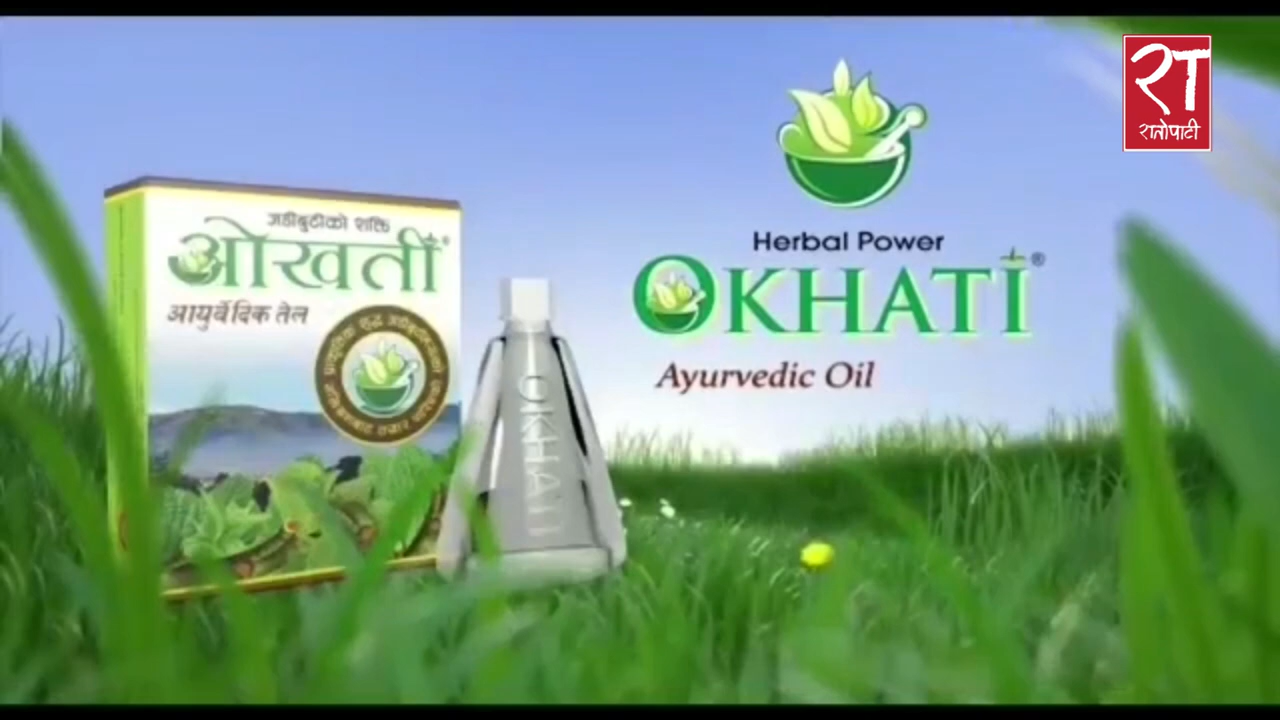 जडीबुटीको शक्ति
ओखती®
आयुर्वेदिक तेल
OKHATI
Herbal Power
OKHATI®
Ayurvedic Oil
रा
रातोपाटी